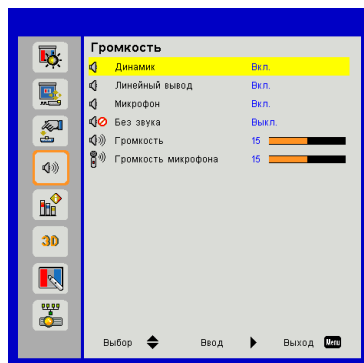 Громкость
Динамик Вкл.
Линейный вывод Вкл.
Микрофон Вкл.
Без звука Выкл.
Громкость 15
Громкость микрофона 15
3D
Выбор Ввод Выход Menu